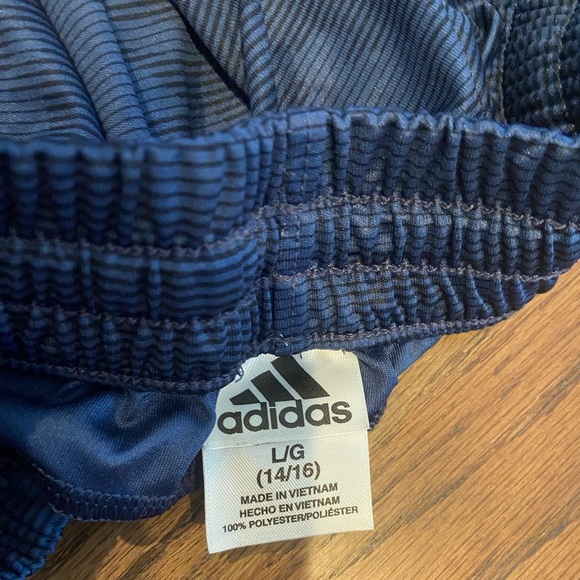 adidas
L/G
(14/16)
MADE IN VIETNAM
HECHO EN VIETNAM
100% POLYESTER/POLIÉSTER